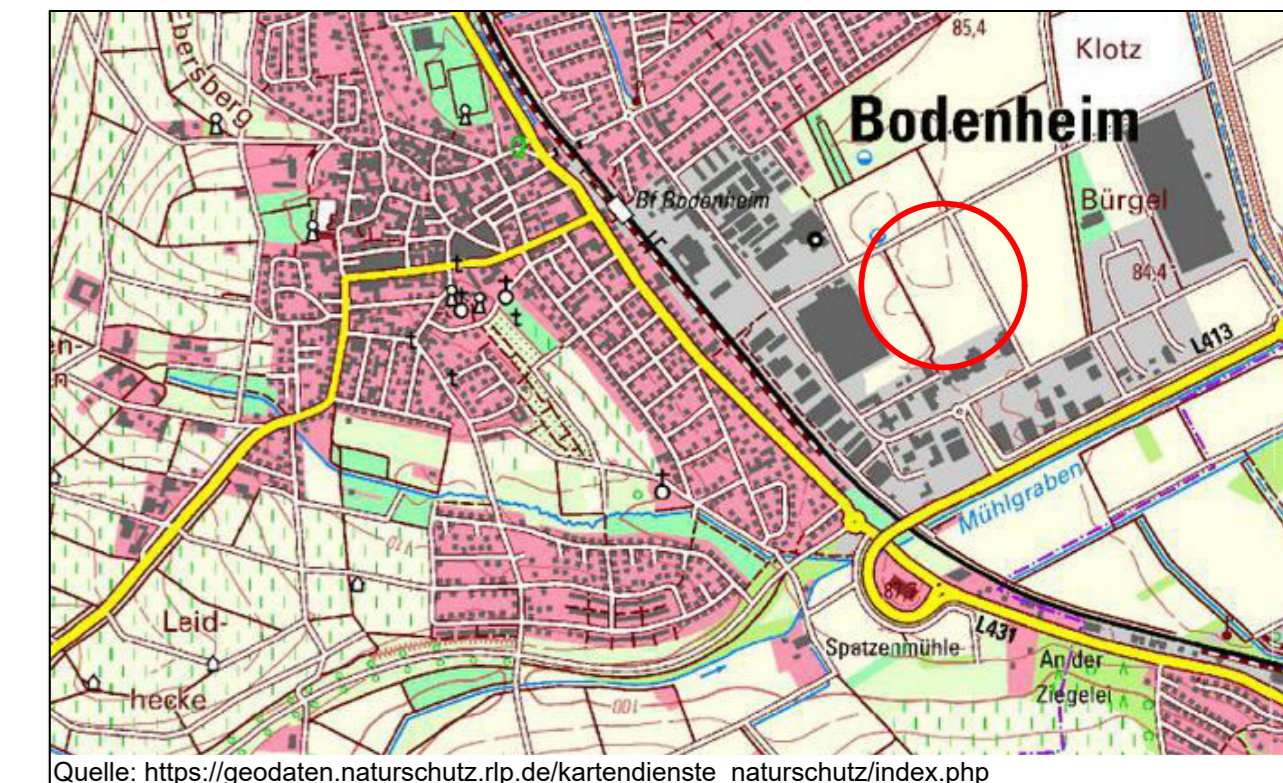 85,4
Klotz
Ebersberg
Bodenheim
Bf Bodenheim
Bürgel
84,4
L413
Mühlgraben
Leid-
hecke
Spatzenmühle
L431
An der
Ziegelei
100
Quelle: https://geodaten.naturschutz.rlp.de/kartendienste_naturschutz/index.php